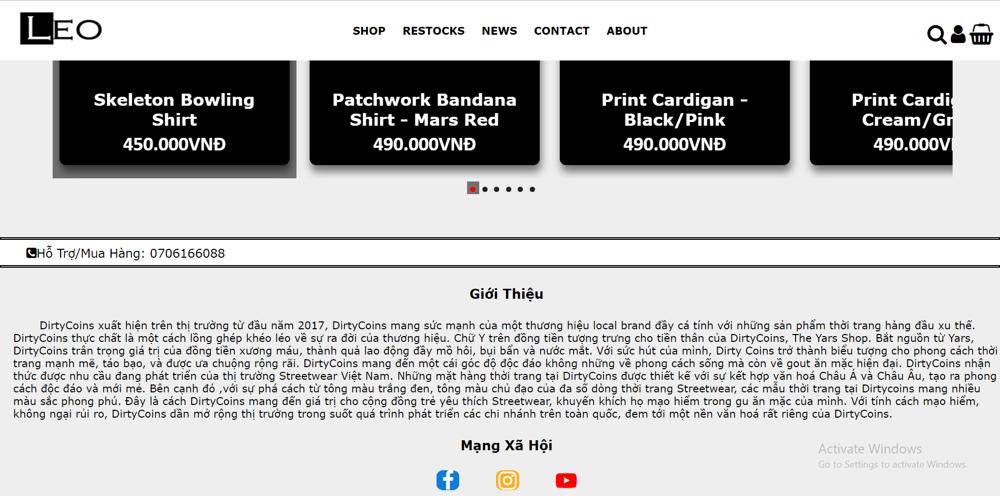 LEO
SHOP RESTOCKS NEWS CONTACT ABOUT
Skeleton Bowling
Shirt
450.000VNĐ
Patchwork Bandana
Shirt - Mars Red
490.000VNĐ
Print Cardigan -
Black/Pink
490.000VNĐ
Print
Hỗ Trợ/Mua Hàng: 0706166088
Giới Thiệu
DirtyCoins xuất hiện trên thị trường từ đầu năm 2017, DirtyCoins mang sức mạnh của một thương hiệu local brand đầy cá tính với những sản phẩm thời trang hàng đầu xu thế.
DirtyCoins thực chất là một cách lồng ghép khéo léo về sự ra đời của thương hiệu. Chữ Y trên đồng tiền tượng trưng cho tiền thân của DirtyCoins, The Yars Shop. Bắt nguồn từ Yars,
DirtyCoins trân trọng giá trị của đồng tiền xương máu, thành quả lao động đầy mồ hôi, bụi bẩn và nước mắt. Với sức hút của mình, Dirty Coins trở thành biểu tượng cho phong cách thời
trang mạnh mẽ, táo bạo, và được ưa chuộng rộng rãi. DirtyCoins mang đến một cái góc độ độc đáo không những về phong cách sống mà còn về gout ăn mặc hiện đại. DirtyCoins nhận
thức được nhu cầu đang phát triển của thị trường Streetwear Việt Nam. Những mặt hàng thời trang tại DirtyCoins được thiết kế với sự kết hợp văn hoá Châu Á và Châu Âu, tạo ra phong
cách độc đáo và mới mẻ. Bên cạnh đó ,với sự phá cách từ tông màu trắng đen, tông màu chủ đạo của đa số dòng thời trang Streetwear, các mẫu thời trang tại Dirtycoins mang nhiều
màu sắc phong phú. Đây là cách DirtyCoins mang đến giá trị cho cộng đồng trẻ yêu thích Streetwear, khuyến khích họ mạo hiểm trong gu ăn mặc của mình. Với tính cách mạo hiểm,
không ngại rủi ro, DirtyCoins dần mở rộng thị trường trong suốt quá trình phát triển các chi nhánh trên toàn quốc, đem tới một nền văn hoá rất riêng của DirtyCoins.
Mạng Xã Hội
Activate Windows
Go to Settings to activate Windows.